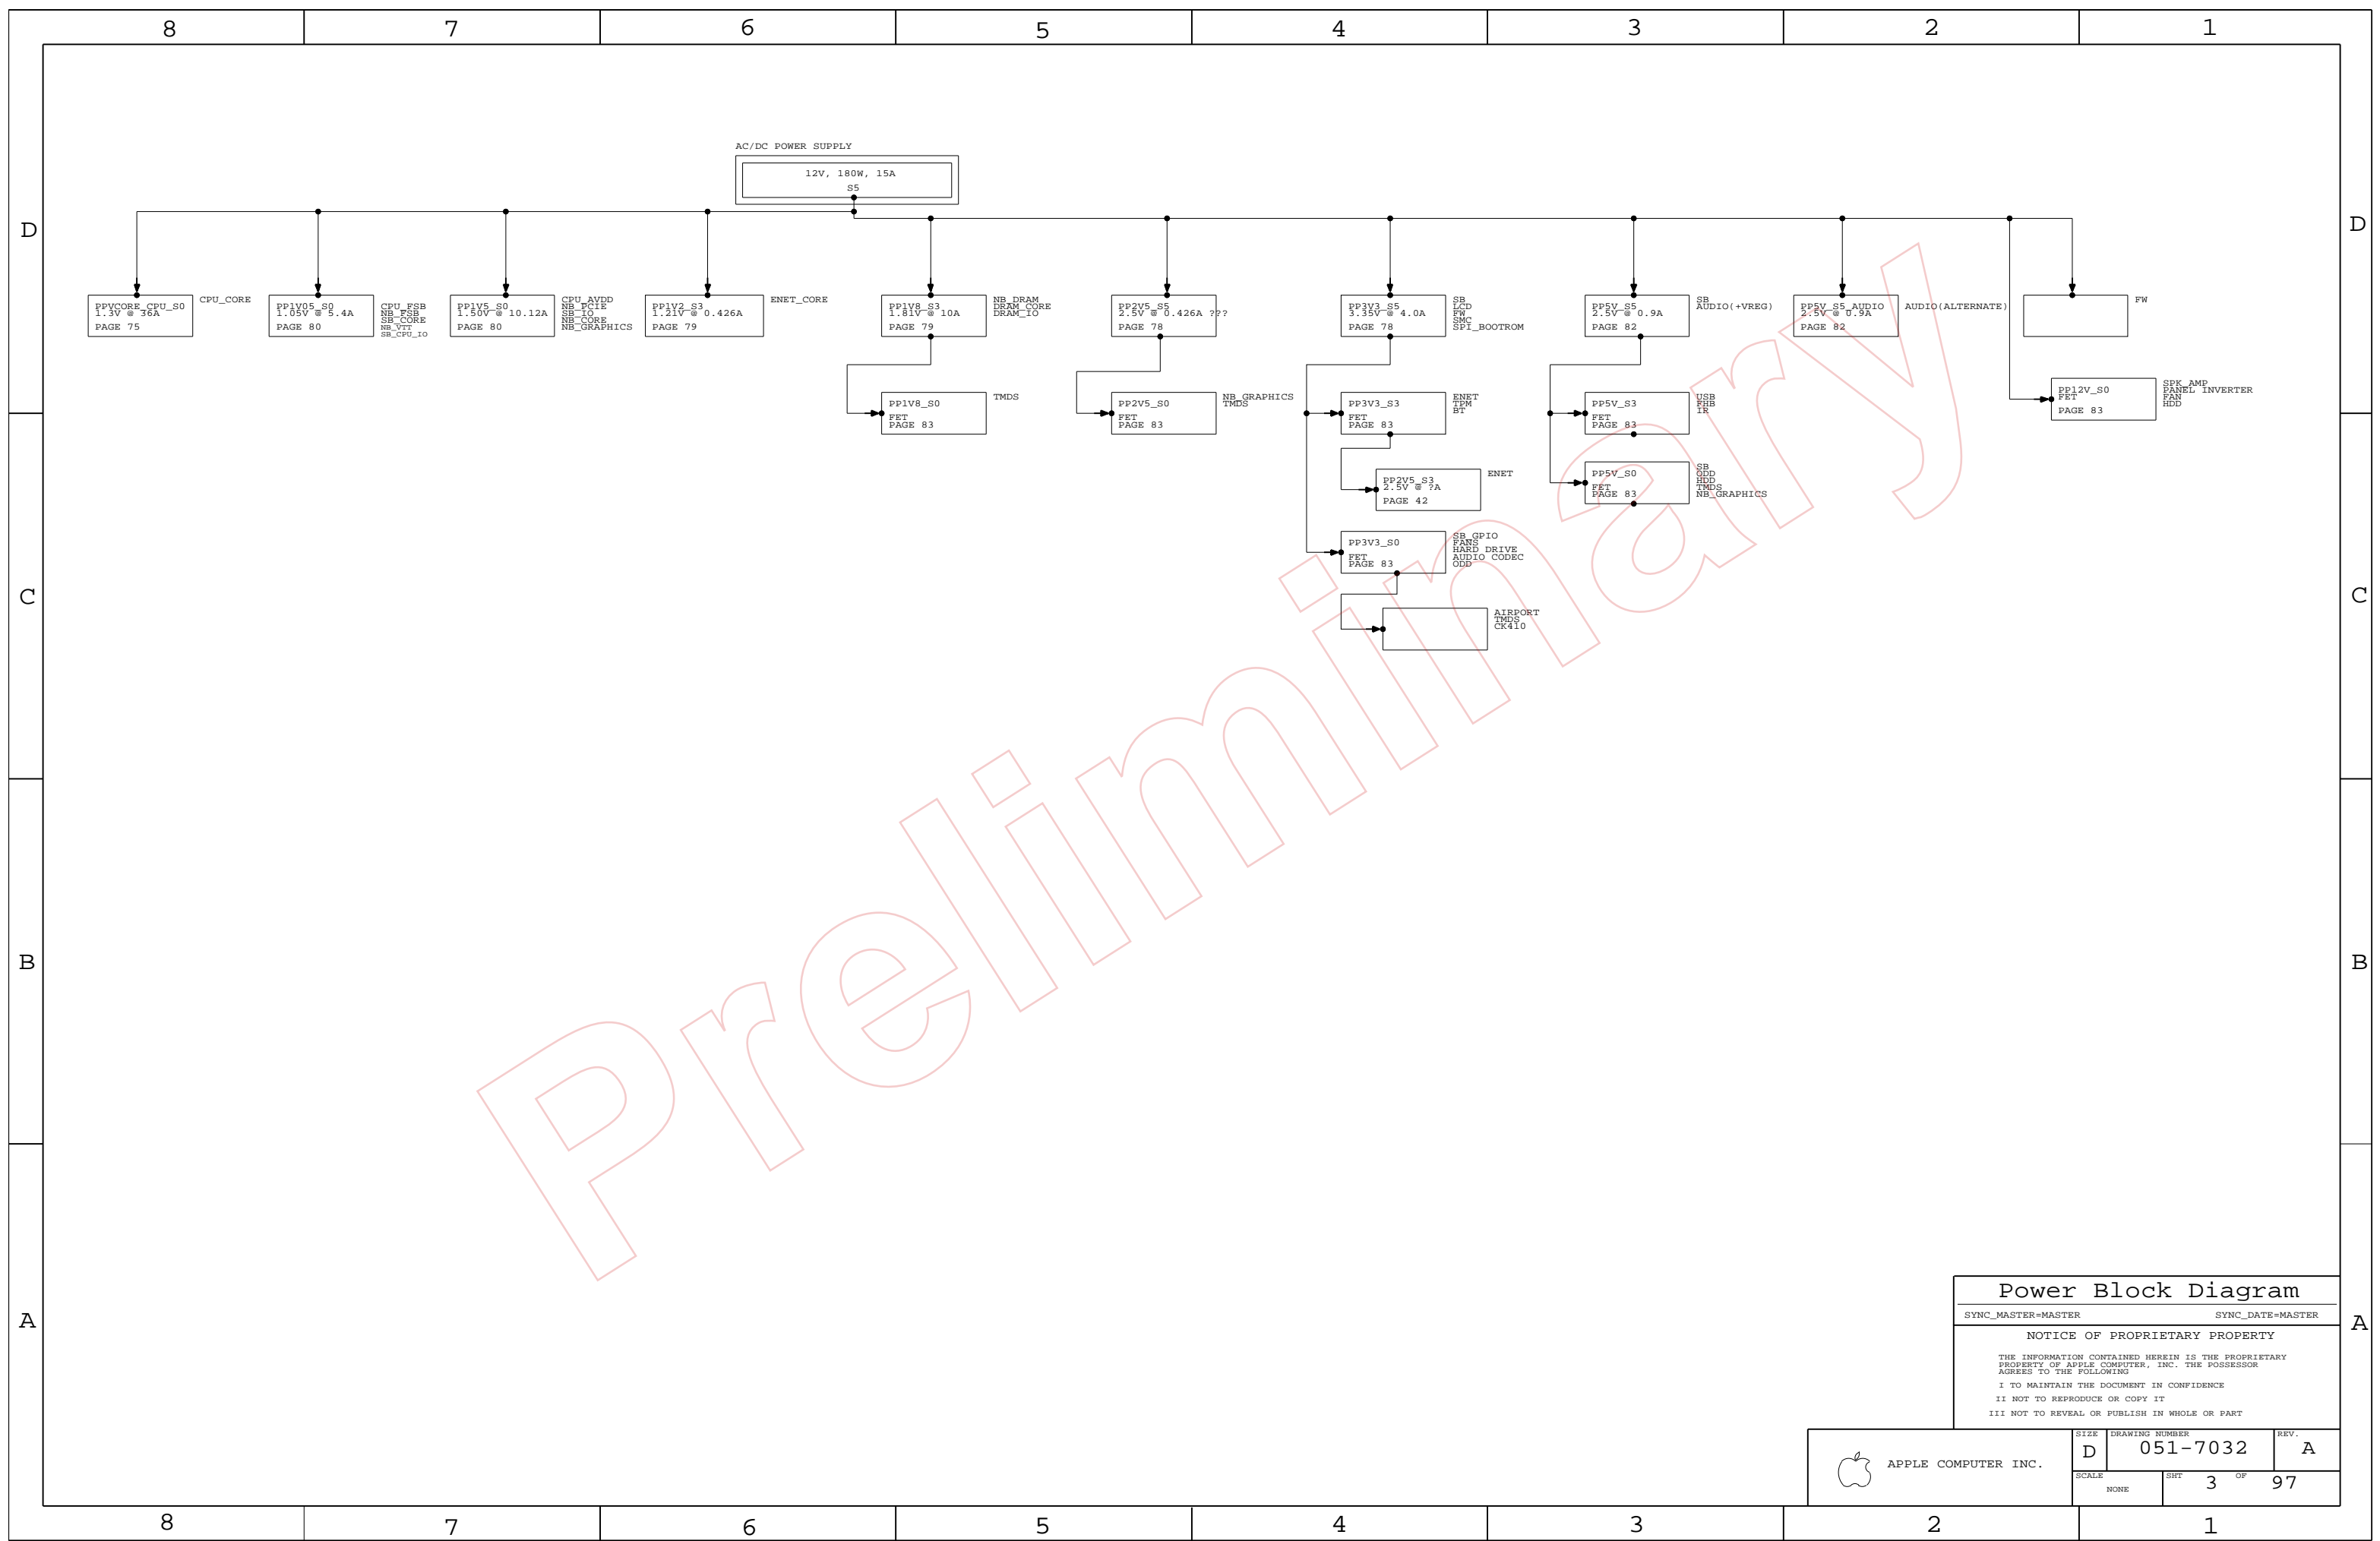 8 7 6 5 4 3 2 1
AC/DC POWER SUPPLY
12V, 180W, 15A
S5
D
D
PPVCORE_CPU_S0
1.3V @ 36A
PAGE 75
CPU_CORE
PP1V05_S0
1.05V @ 5.4A
PAGE 80
CPU_FSB
NB_FSB
SB_CORE
NB_VTT
SB_CPU_IO
PP1V5_S0
1.50V @ 10.12A
PAGE 80
CPU_AVDD
NB_PCIE
SB_IO
NB_CORE
NB_GRAPHICS
PP1V2_S3
1.21V @ 0.426A
PAGE 79
ENET_CORE
PP1V8_S3
1.81V @ 10A
PAGE 79
NB_DRAM
DRAM_CORE
DRAM_IO
PP2V5_S5
2.5V @ 0.426A ???
PAGE 78
PP3V3_S5
3.35V @ 4.0A
PAGE 78
SB
LCD
FW
SMC
SPI_BOOTROM
PP5V_S5
2.5V @ 0.9A
PAGE 82
SB
AUDIO(+VREG)
PP5V_S5_AUDIO
2.5V @ 0.9A
PAGE 82
AUDIO(ALTERNATE)
FW
PP1V8_S0
FET
PAGE 83
TMDS
PP2V5_S0
FET
PAGE 83
NB_GRAPHICS
TMDS
PP3V3_S3
FET
PAGE 83
ENET
TPM
BT
PP5V_S3
FET
PAGE 83
USB
FHB
IR
PP12V_S0
FET
PAGE 83
SPK_AMP
PANEL INVERTER
FAN
HDD
PP2V5_S3
2.5V @ ?A
PAGE 42
ENET
PP5V_S0
FET
PAGE 83
SB
ODD
HDD
TMDS
NB_GRAPHICS
PP3V3_S0
FET
PAGE 83
SB_GPIO
FANS
HARD DRIVE
AUDIO CODEC
ODD
AIRPORT
TMDS
CK410
C
C
Preliminary
B
B
A
A
Power Block Diagram
SYNC_MASTER=MASTER SYNC_DATE=MASTER
NOTICE OF PROPRIETARY PROPERTY
THE INFORMATION CONTAINED HEREIN IS THE PROPRIETARY
PROPERTY OF APPLE COMPUTER, INC. THE POSSESSOR
AGREES TO THE FOLLOWING
I TO MAINTAIN THE DOCUMENT IN CONFIDENCE
II NOT TO REPRODUCE OR COPY IT
III NOT TO REVEAL OR PUBLISH IN WHOLE OR PART
APPLE COMPUTER INC.
SIZE
D
DRAWING NUMBER
051-7032
REV.
A
SCALE
NONE
SHT 3 OF 97
8 7 6 5 4 3 2 1